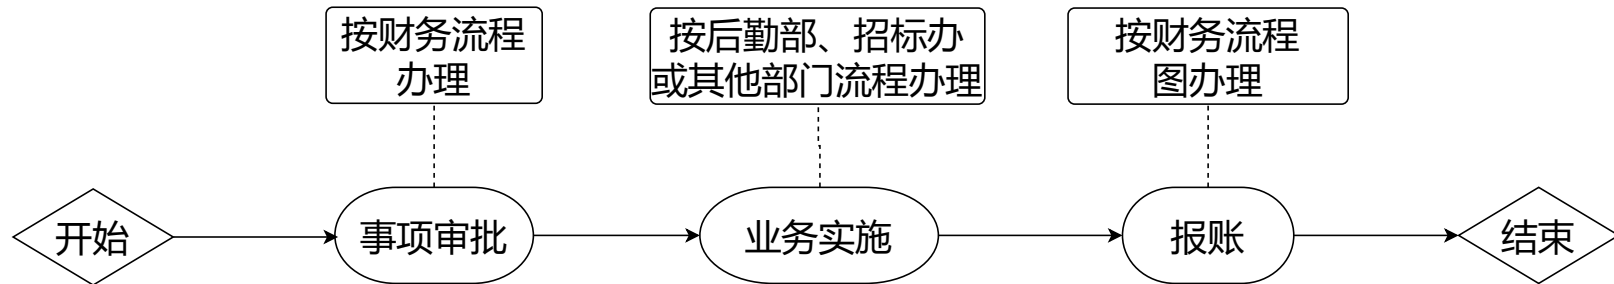 按财务流程
办理
按后勤部、招标办
或其他部门流程办理
按财务流程
图办理
开始
事项审批
业务实施
报账
结束